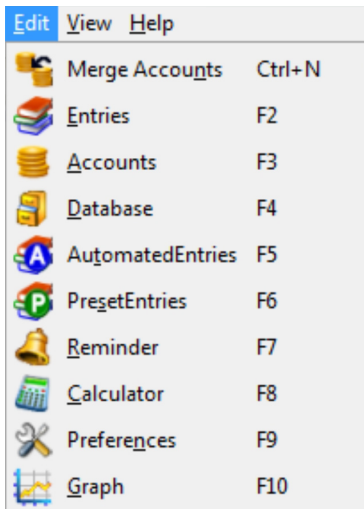 Edit View Help
Merge Accounts Ctrl+N
Entries F2
Accounts F3
Database F4
AutomatedEntries F5
PresetEntries F6
Reminder F7
Calculator F8
Preferences F9
Graph F10